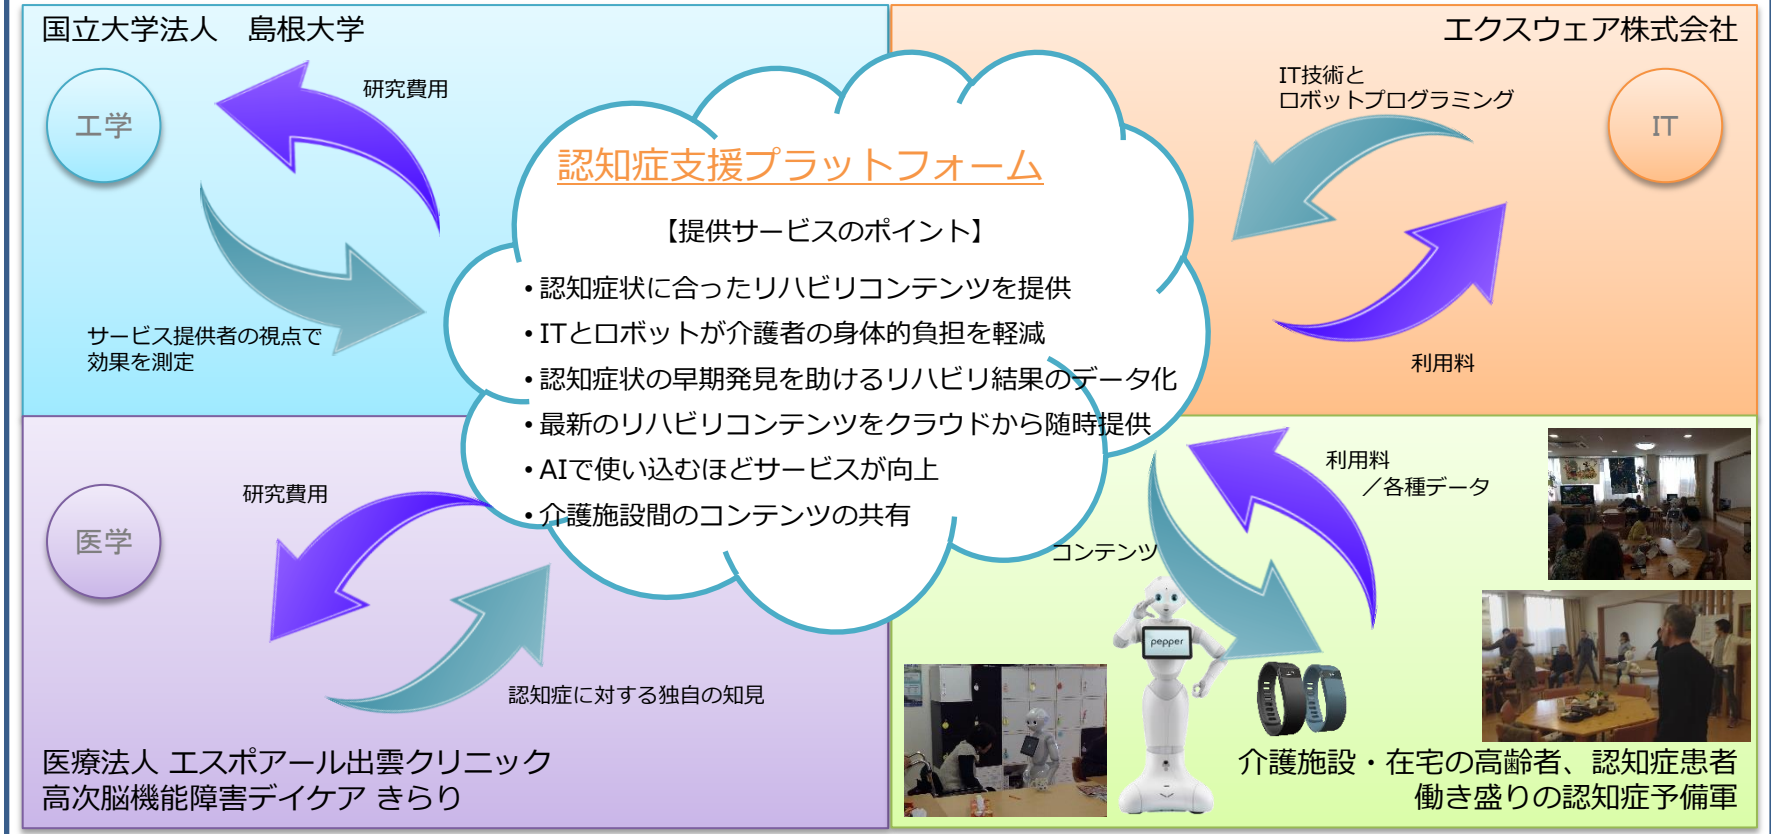 国立大学法人　島根大学
工学
研究費用
サービス提供者の視点で
効果を測定
エクスウェア株式会社
IT
IT技術と
ロボットプログラミング
利用料
認知症支援プラットフォーム
【提供サービスのポイント】
・認知症状に合ったリハビリコンテンツを提供
・ITとロボットが介護者の身体的負担を軽減
・認知症状の早期発見を助けるリハビリ結果のデータ化
・最新のリハビリコンテンツをクラウドから随時提供
・AIで使い込むほどサービスが向上
・介護施設間のコンテンツの共有
医学
研究費用
認知症に対する独自の知見
医療法人 エスポアール出雲クリニック
高次脳機能障害デイケア きらり
利用料
／各種データ
コンテンツ
pepper
介護施設・在宅の高齢者、認知症患者
働き盛りの認知症予備軍